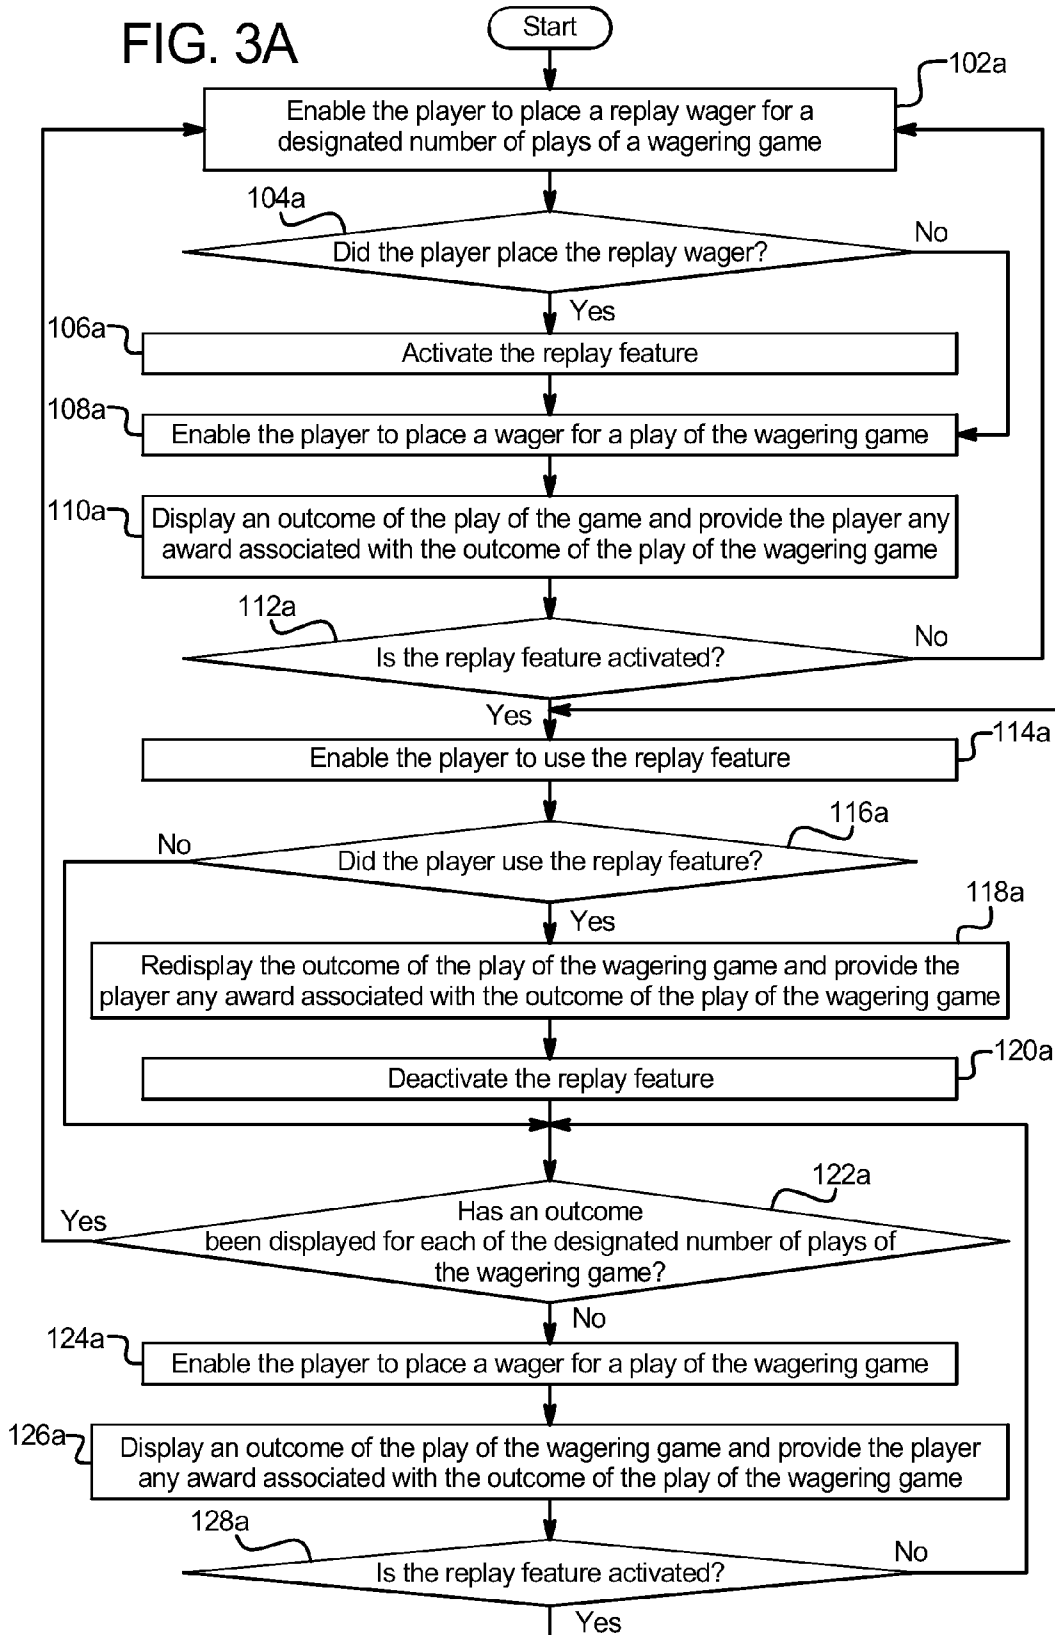 FIG. 3A
Start
102a
Enable the player to place a replay wager for a
designated number of plays of a wagering game
104a
Did the player place the replay wager?
No
Yes
106a
Activate the replay feature
108a
Enable the player to place a wager for a play of the wagering game
110a
Display an outcome of the play of the game and provide the player any
award associated with the outcome of the play of the wagering game
112a
Is the replay feature activated?
No
Yes
114a
Enable the player to use the replay feature
116a
No
Did the player use the replay feature?
Yes
118a
Redisplay the outcome of the play of the wagering game and provide the
player any award associated with the outcome of the play of the wagering game
120a
Deactivate the replay feature
122a
Yes
Has an outcome
been displayed for each of the designated number of plays of
the wagering game?
No
124a
Enable the player to place a wager for a play of the wagering game
126a
Display an outcome of the play of the wagering game and provide the player
any award associated with the outcome of the play of the wagering game
128a
Is the replay feature activated?
No
Yes